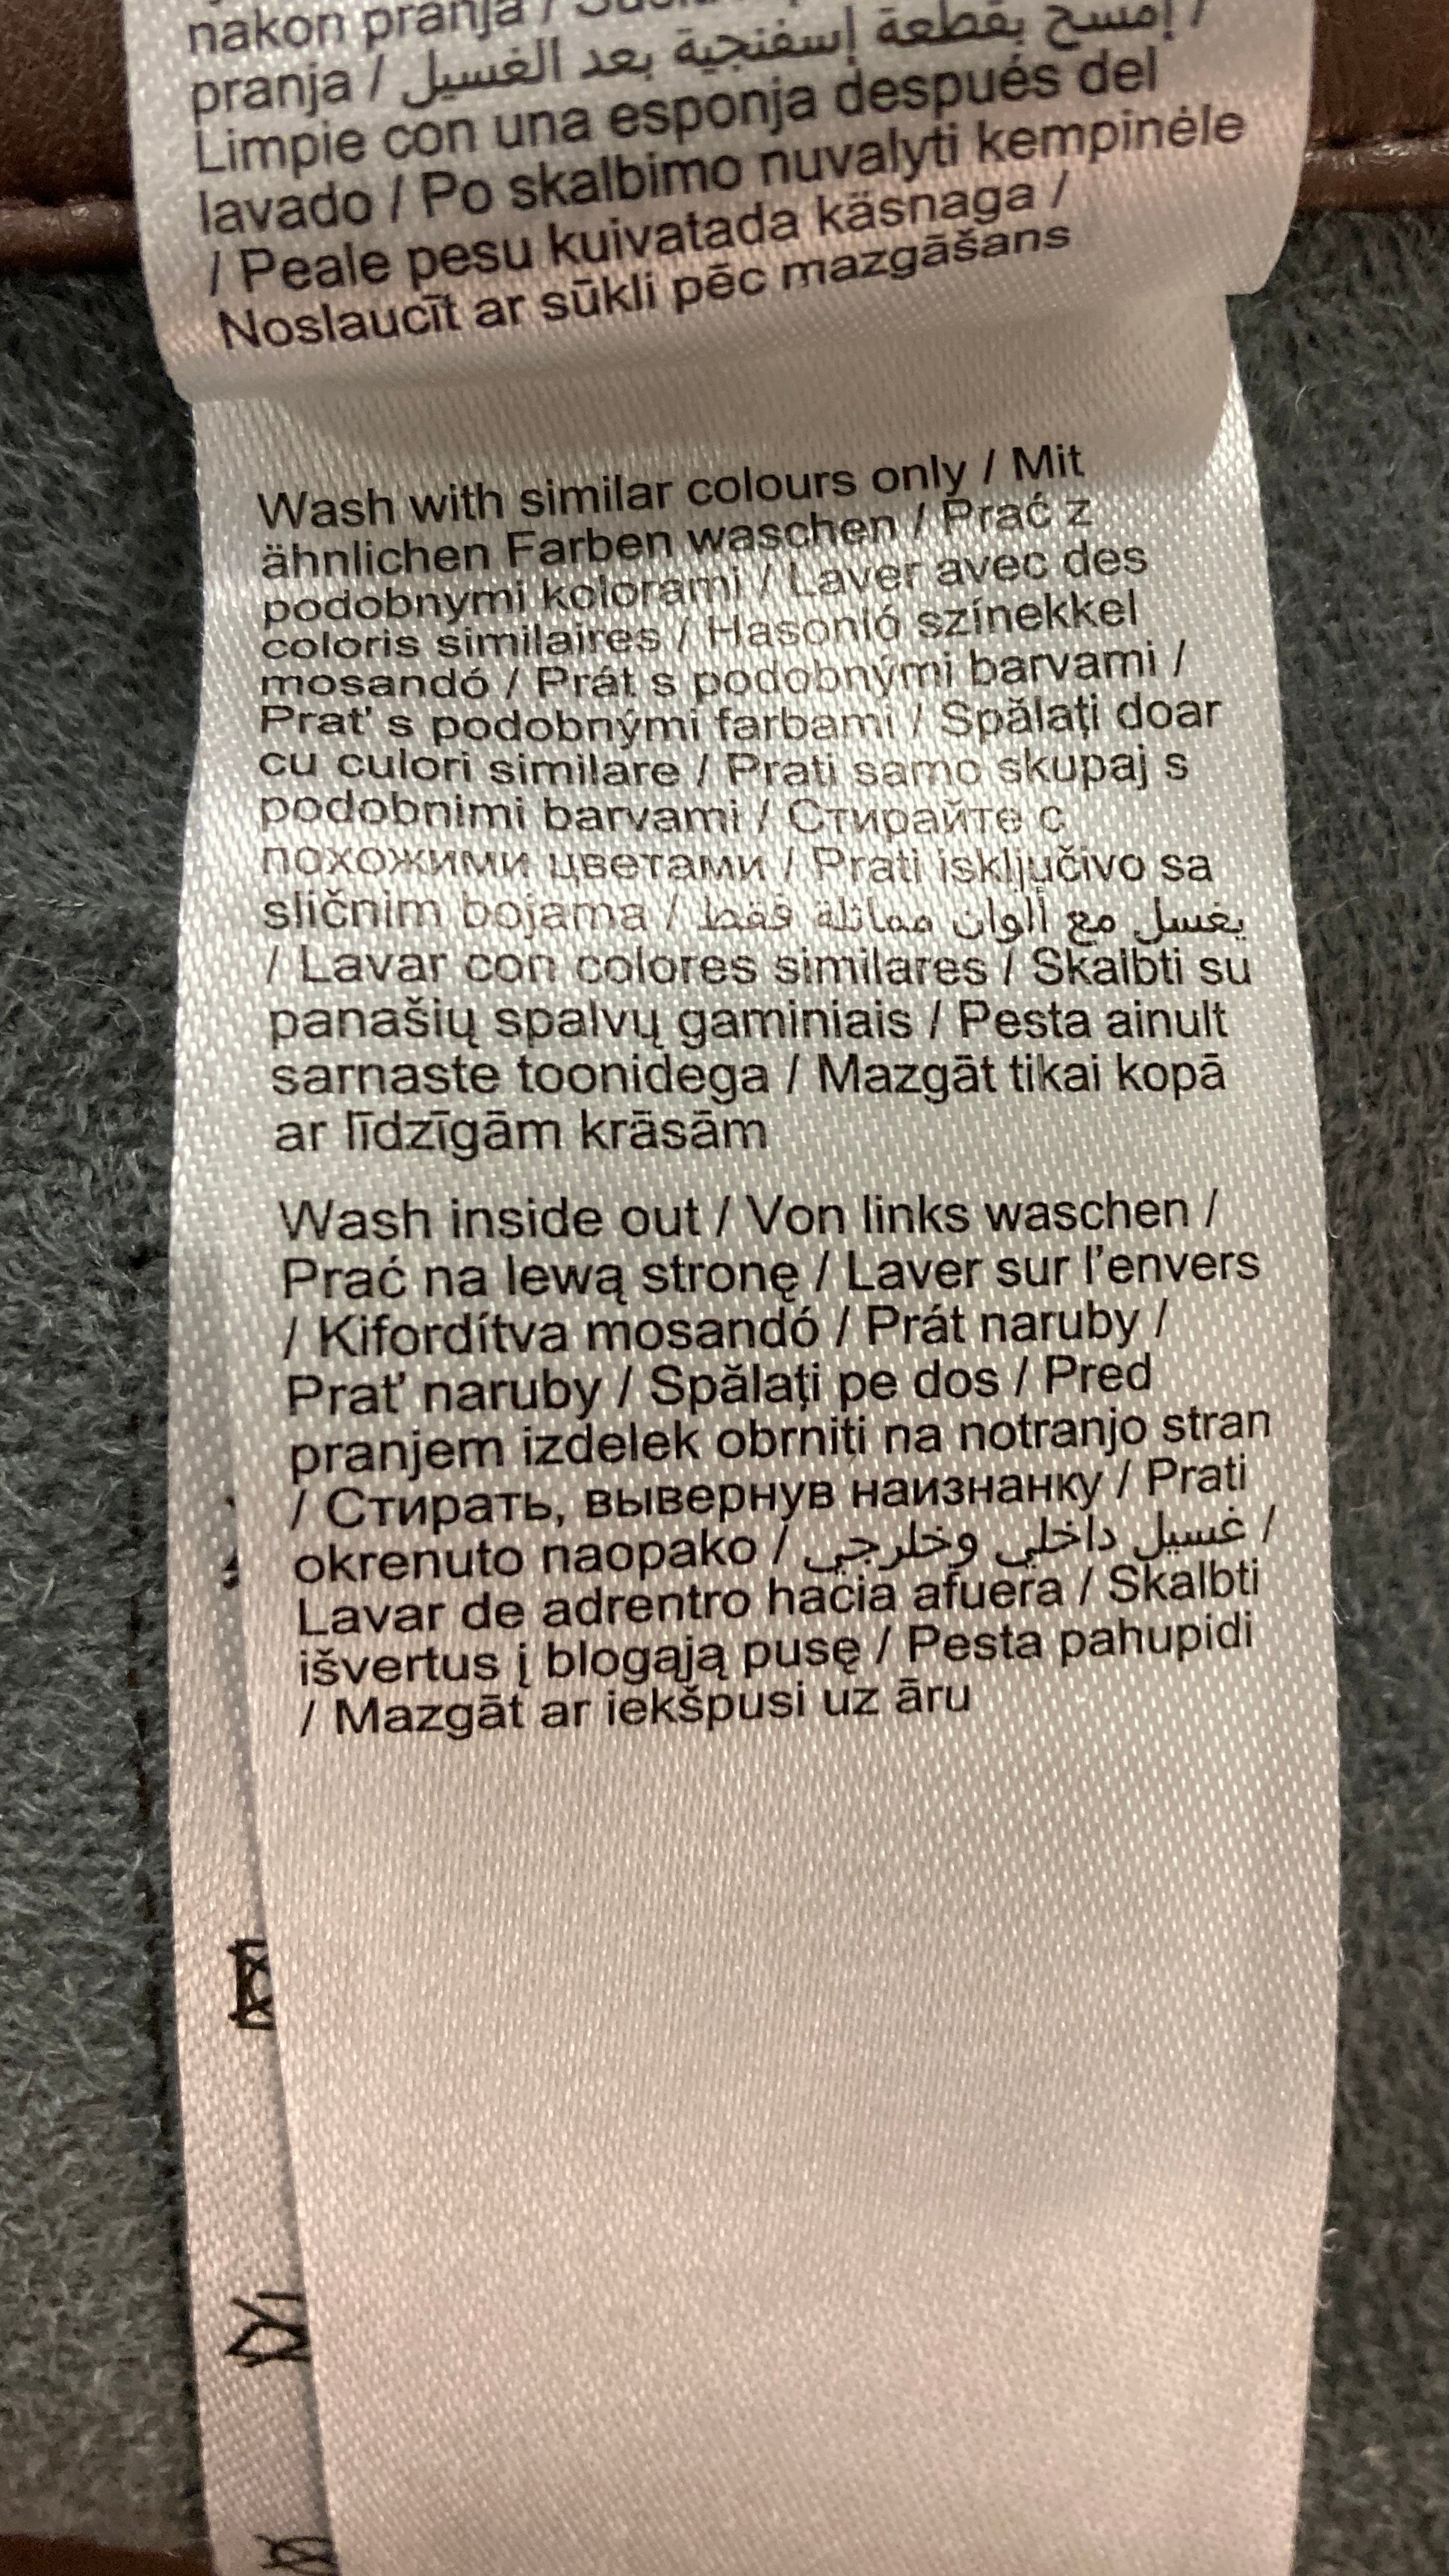 nakon pranja /
pranja / إمسح بقطعة إسفنجية بعد الغسيل /
Limpie con una esponja después del
lavado / Po skalbimo nuvalyti kempinėle
/ Peale pesu kuivatada käsnaga /
Noslaucīt ar sūkli pēc mazgāšans
Wash with similar colours only / Mit
ähnlichen Farben waschen / Prać z
podobnymi kolorami / Laver avec des
coloris similaires / Hasonló színekkel
mosandó / Prát s podobnými barvami /
Prat' s podobnými farbami / Spălați doar
cu culori similare / Prati samo skupaj s
podobnimi barvami / Стирайте с
похожими цветами / Prati isključivo sa
sličnim bojama / يغسل مع ألوان مماثلة فقط
/ Lavar con colores similares / Skalbti su
panašių spalvų gaminiais / Pesta ainult
sarnaste toonidega / Mazgāt tikai kopā
ar līdzīgām krāsām
Wash inside out / Von links waschen /
Prać na lewą stronę / Laver sur l'envers
/ Kifordítva mosandó / Prát naruby /
Prat' naruby / Spălați pe dos / Pred
pranjem izdelek obrniti na notranjo stran
/ Стирать, вывернув наизнанку / Prati
okrenuto naopako / غسيل داخلي وخلرجي /
Lavar de adrentro hacia afuera / Skalbti
išvertus į blogąją pusę / Pesta pahupidi
/ Mazgāt ar iekšpusi uz āru